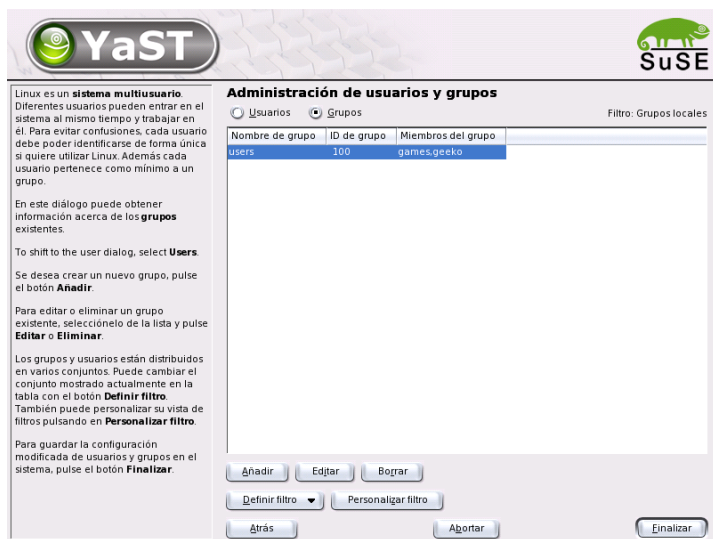 YaST
SuSE
Linux es un sistema multiusuario.
Diferentes usuarios pueden entrar en el
sistema al mismo tiempo y trabajar en
él. Para evitar confusiones, cada usuario
debe poder identificarse de forma única
si quiere utilizar Linux. Además cada
usuario pertenece como mínimo a un
grupo.
En este diálogo puede obtener
información acerca de los grupos
existentes.
To shift to the user dialog, select Users.
Se desea crear un nuevo grupo, pulse
el botón Añadir.
Para editar o eliminar un grupo
existente, selecciónelo de la lista y pulse
Editar o Eliminar.
Los grupos y usuarios están distribuidos
en varios conjuntos. Puede cambiar el
conjunto mostrado actualmente en la
tabla con el botón Definir filtro.
También puede personalizar su vista de
filtros pulsando en Personalizar filtro.
Para guardar la configuración
modificada de usuarios y grupos en el
sistema, pulse el botón Finalizar.
Administración de usuarios y grupos
Usuarios Grupos Filtro: Grupos locales
Nombre de grupo ID de grupo Miembros del grupo
users 100 games,geeko
Añadir Editar Borrar
Definir filtro Personalizar filtro
Atrás Abortar Finalizar